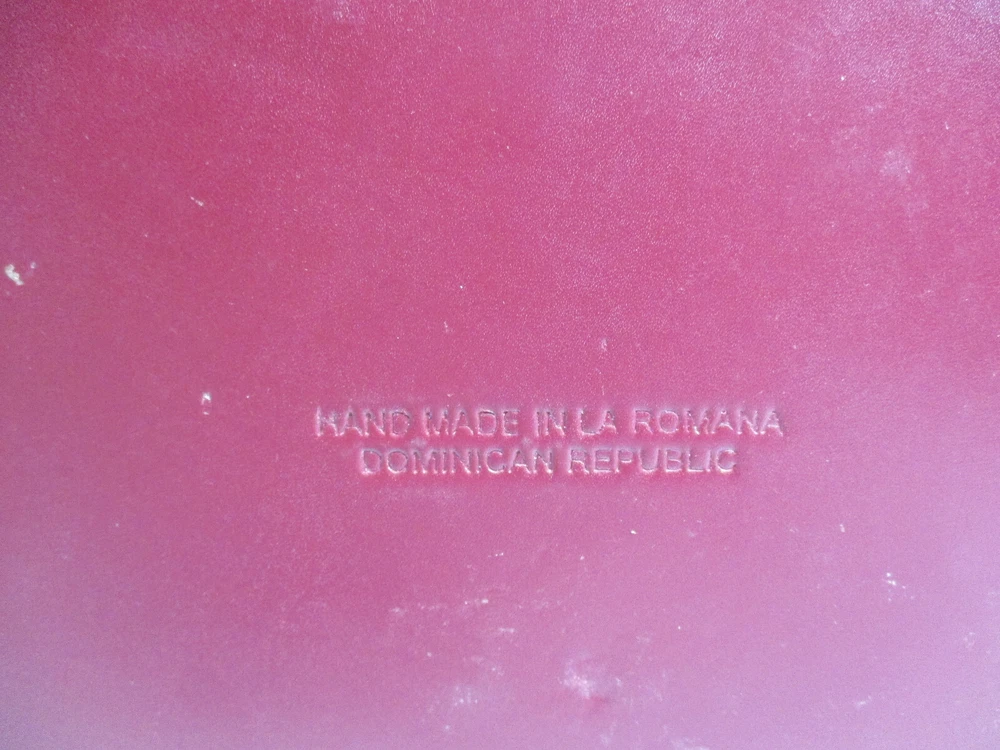 HAND MADE IN LA ROMANA
DOMINICAN REPUBLIC